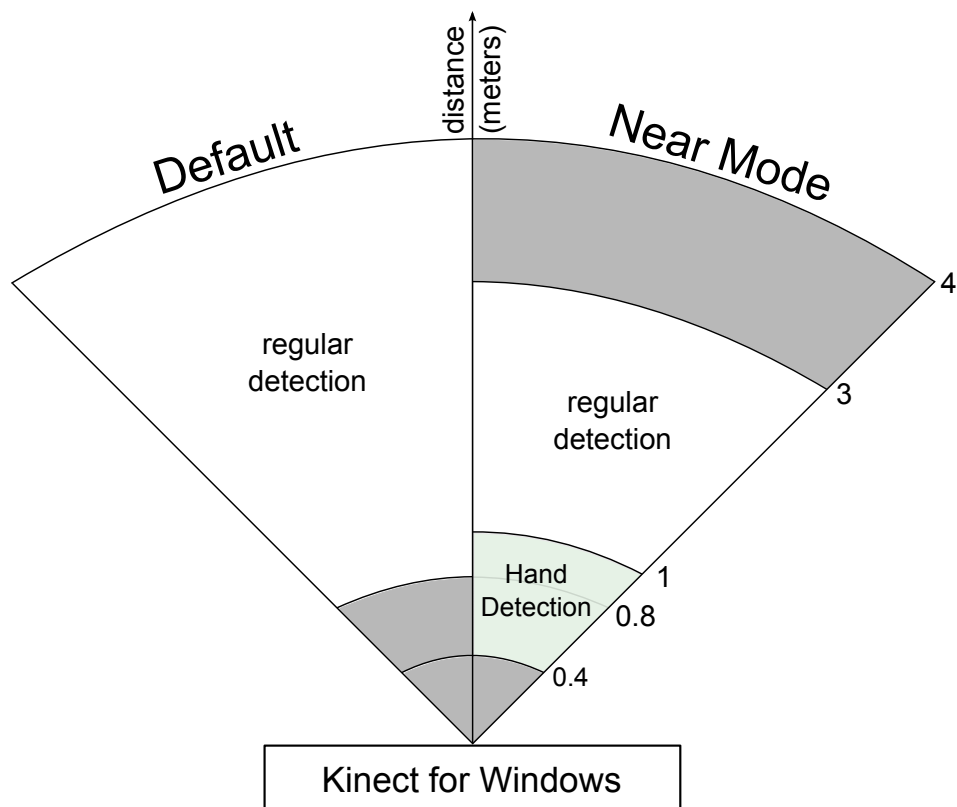 distance
(meters)
Default
Near Mode
4
regular
detection
3
regular
detection
1
Hand
Detection
0.8
0.4
Kinect for Windows